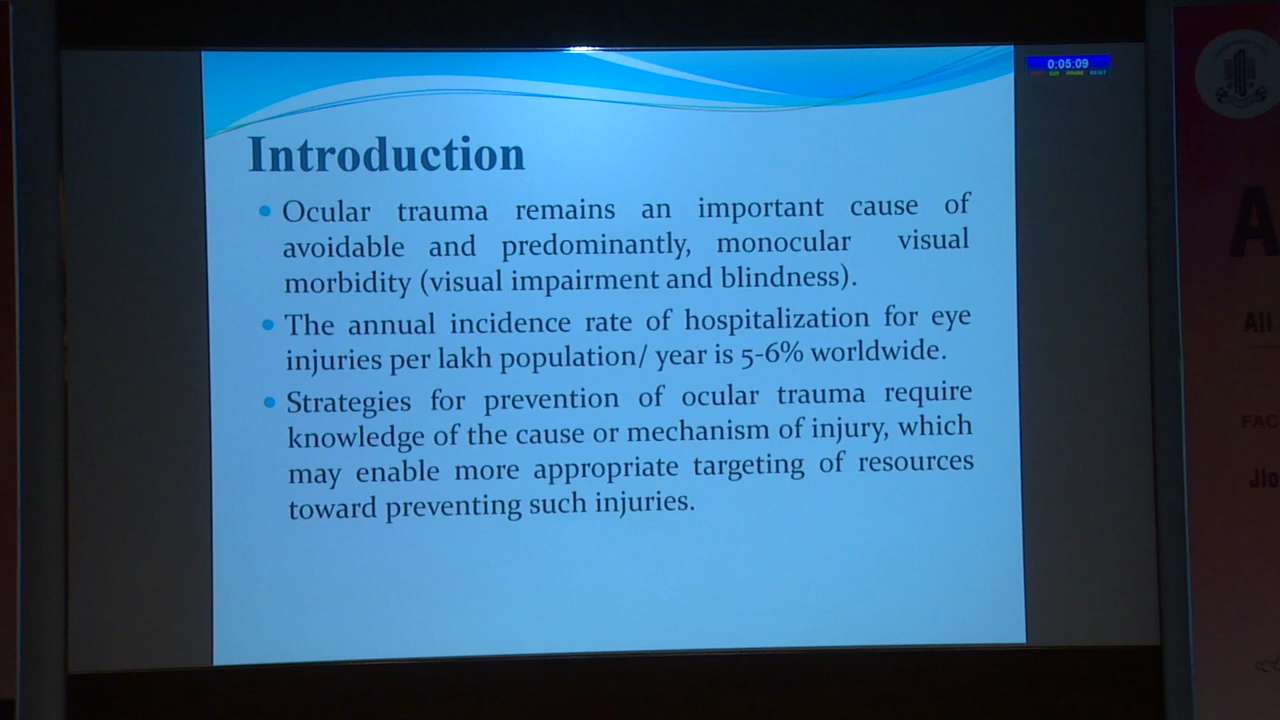 0:05:09
Introduction
Ocular trauma remains an important cause of
avoidable and predominantly, monocular visual
morbidity (visual impairment and blindness).
The annual incidence rate of hospitalization for eye
injuries per lakh population/ year is 5-6% worldwide.
Strategies for prevention of ocular trauma require
knowledge of the cause or mechanism of injury, which
may enable more appropriate targeting of resources
toward preventing such injuries.
A
All
FAC